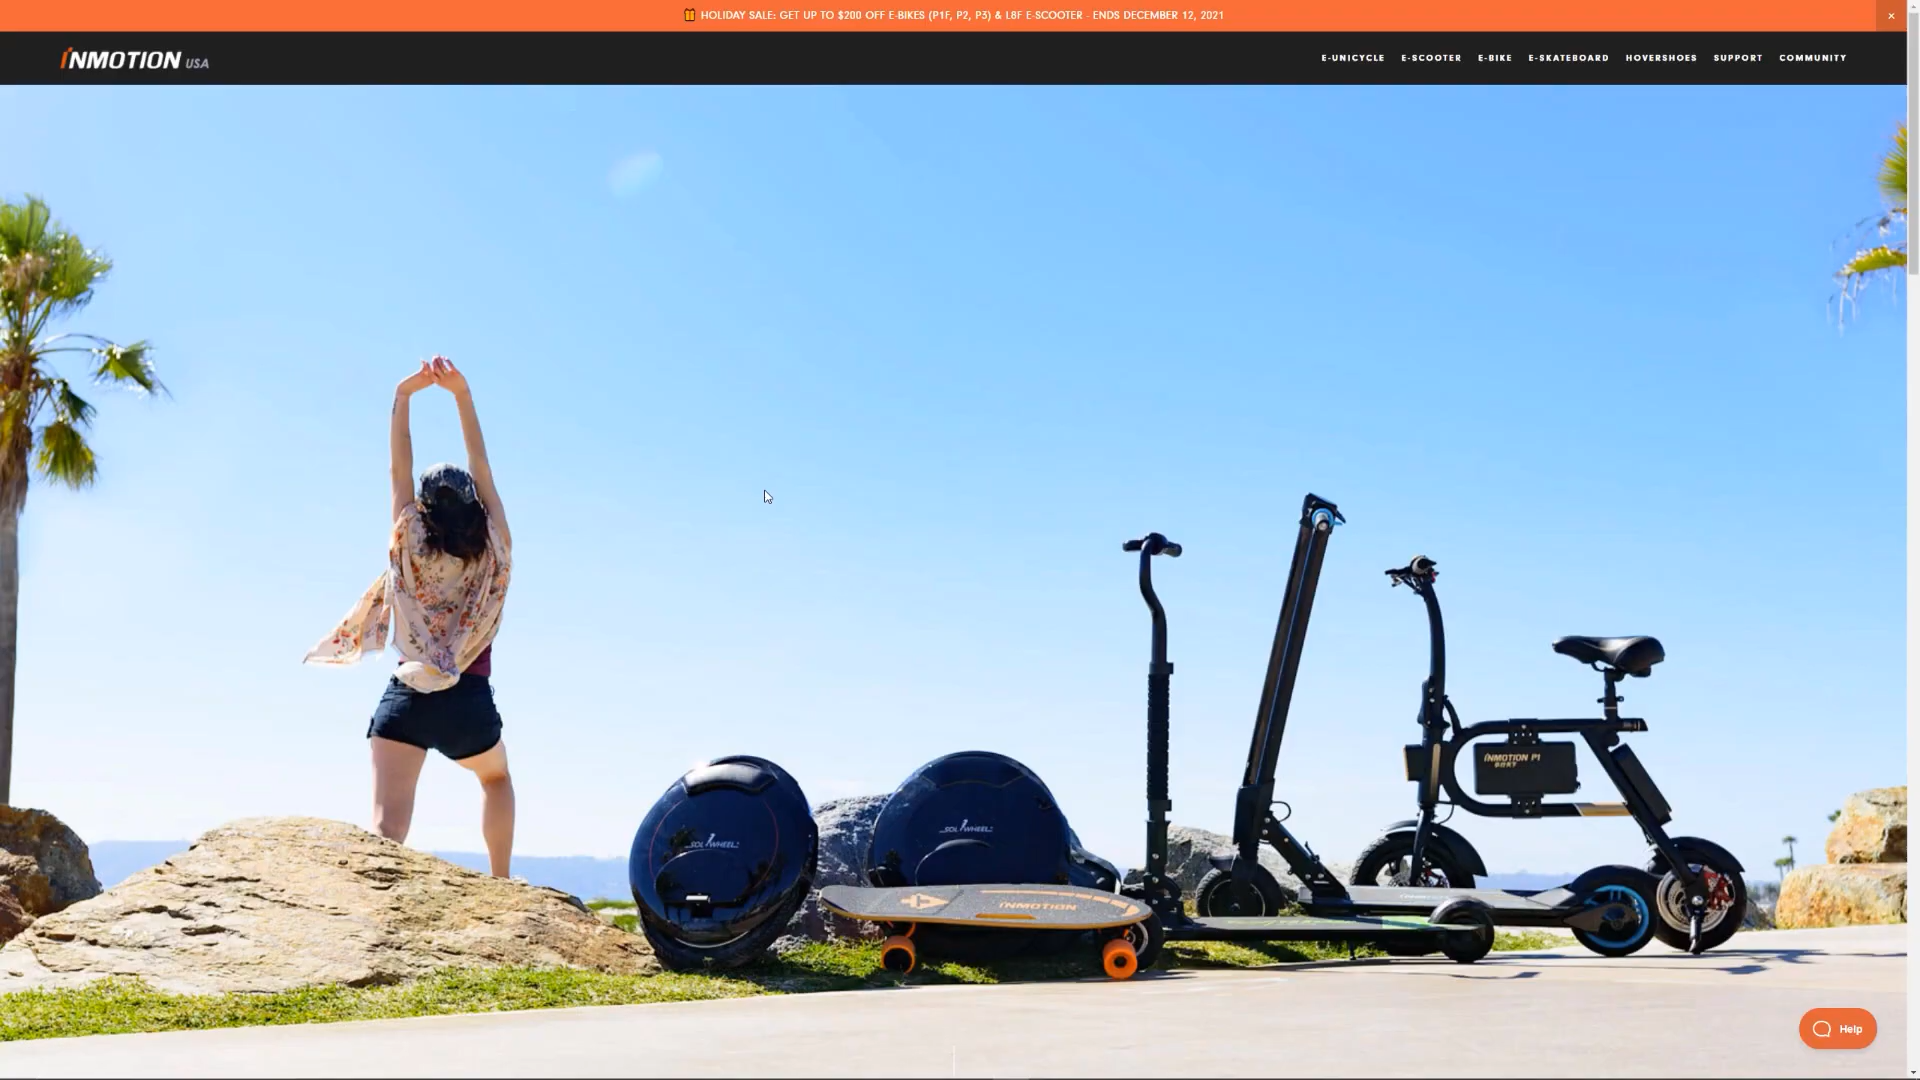 HOLIDAY SALE: GET UP TO $200 OFF E-BIKES (P1F, P2, P3) & L8F E-SCOOTER - ENDS DECEMBER 12, 2021
INMOTION USA
E-UNICYCLE E-SCOOTER E-BIKE E-SKATEBOARD HOVERSHOES SUPPORT COMMUNITY
INMOTION P1
SOLOWHEEL
SOLOWHEEL
INMOTION
Help